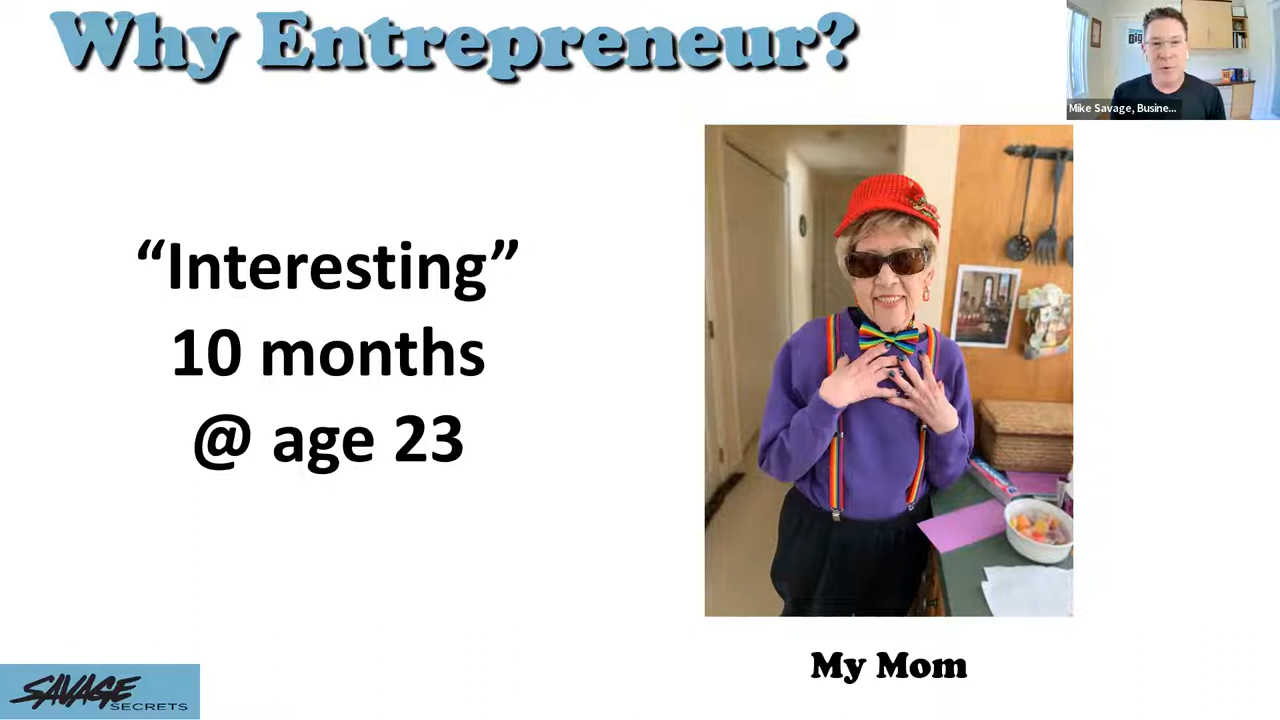 Why Entrepreneur?
Mike Savage, Busine...
“Interesting”
10 months
@ age 23
My Mom
SAVAGE
SECRETS